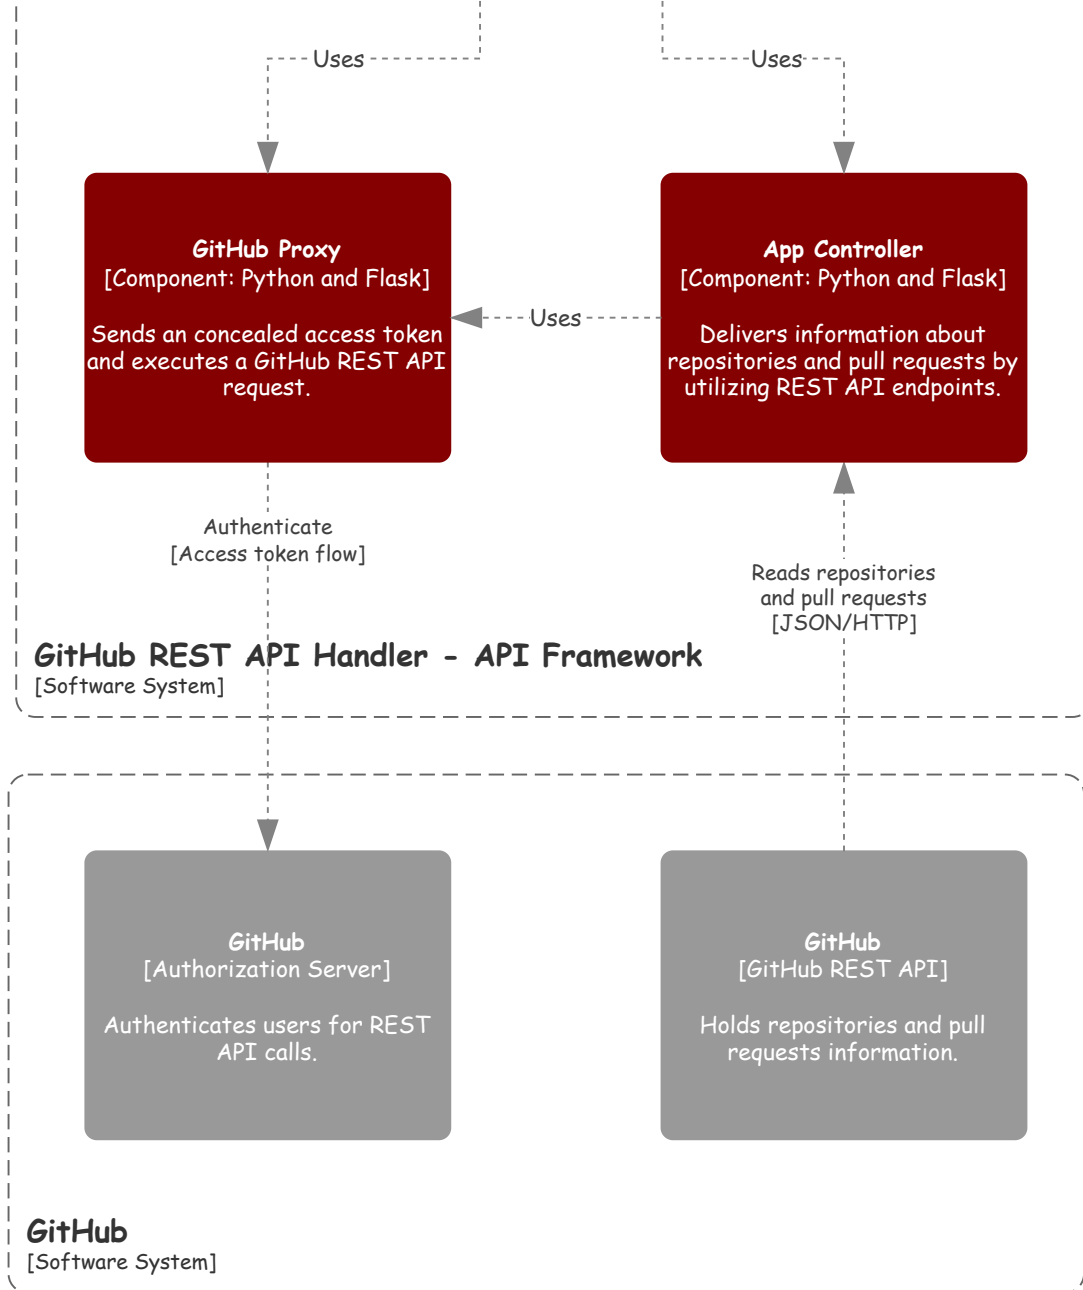 Uses
Uses
GitHub Proxy
[Component: Python and Flask]
Sends an concealed access token
and executes a GitHub REST API
request.
Uses
App Controller
[Component: Python and Flask]
Delivers information about
repositories and pull requests by
utilizing REST API endpoints.
Authenticate
[Access token flow]
Reads repositories
and pull requests
[JSON/HTTP]
GitHub REST API Handler - API Framework
[Software System]
GitHub
[Authorization Server]
Authenticates users for REST
API calls.
GitHub
[GitHub REST API]
Holds repositories and pull
requests information.
GitHub
[Software System]